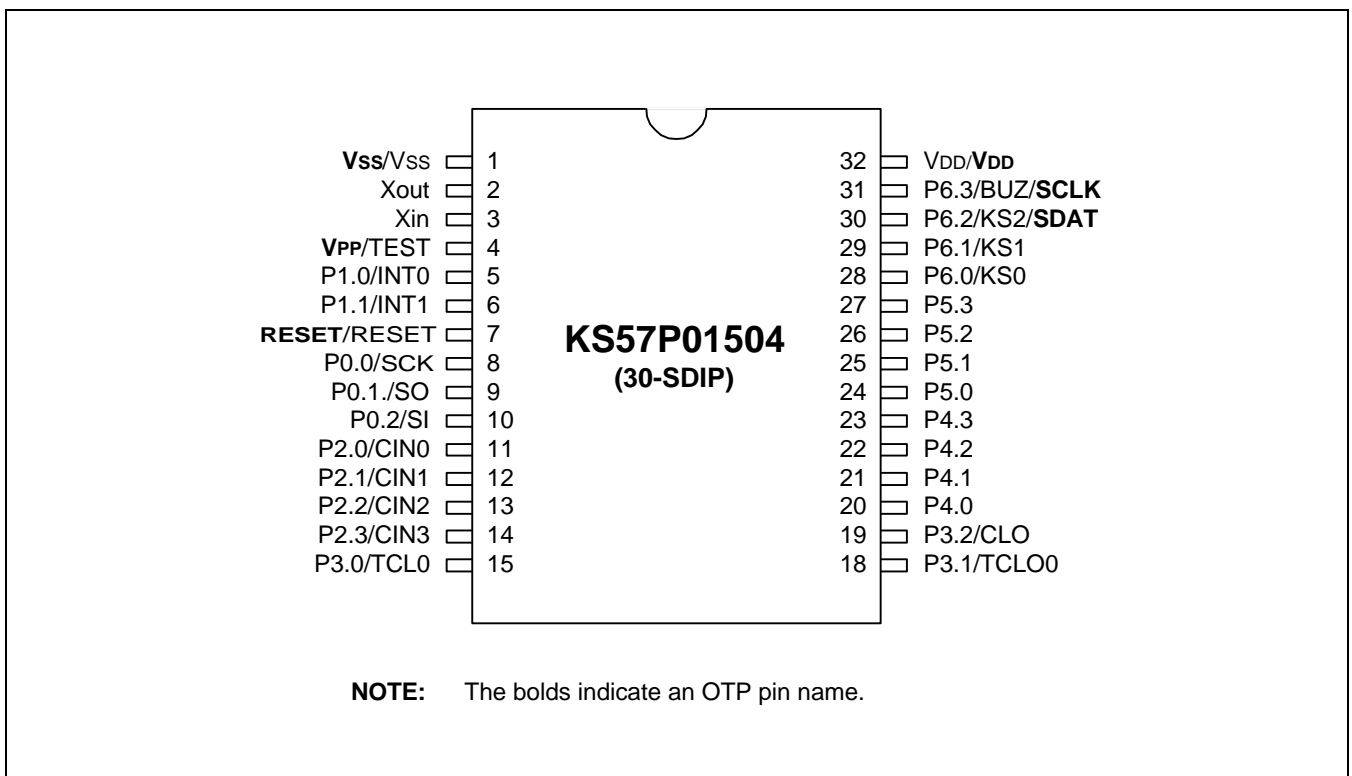 Vss/Vss 1 32 VDD/VDD
Xout 2 31 P6.3/BUZ/SCLK
Xin 3 30 P6.2/KS2/SDAT
VPP/TEST 4 29 P6.1/KS1
P1.0/INT0 5 28 P6.0/KS0
P1.1/INT1 6 27 P5.3
RESET/RESET 7 26 P5.2
P0.0/SCK 8 25 P5.1
P0.1./SO 9 24 P5.0
P0.2/SI 10 23 P4.3
P2.0/CIN0 11 22 P4.2
P2.1/CIN1 12 21 P4.1
P2.2/CIN2 13 20 P4.0
P2.3/CIN3 14 19 P3.2/CLO
P3.0/TCL0 15 18 P3.1/TCLO0
KS57P01504
(30-SDIP)
NOTE: The bolds indicate an OTP pin name.